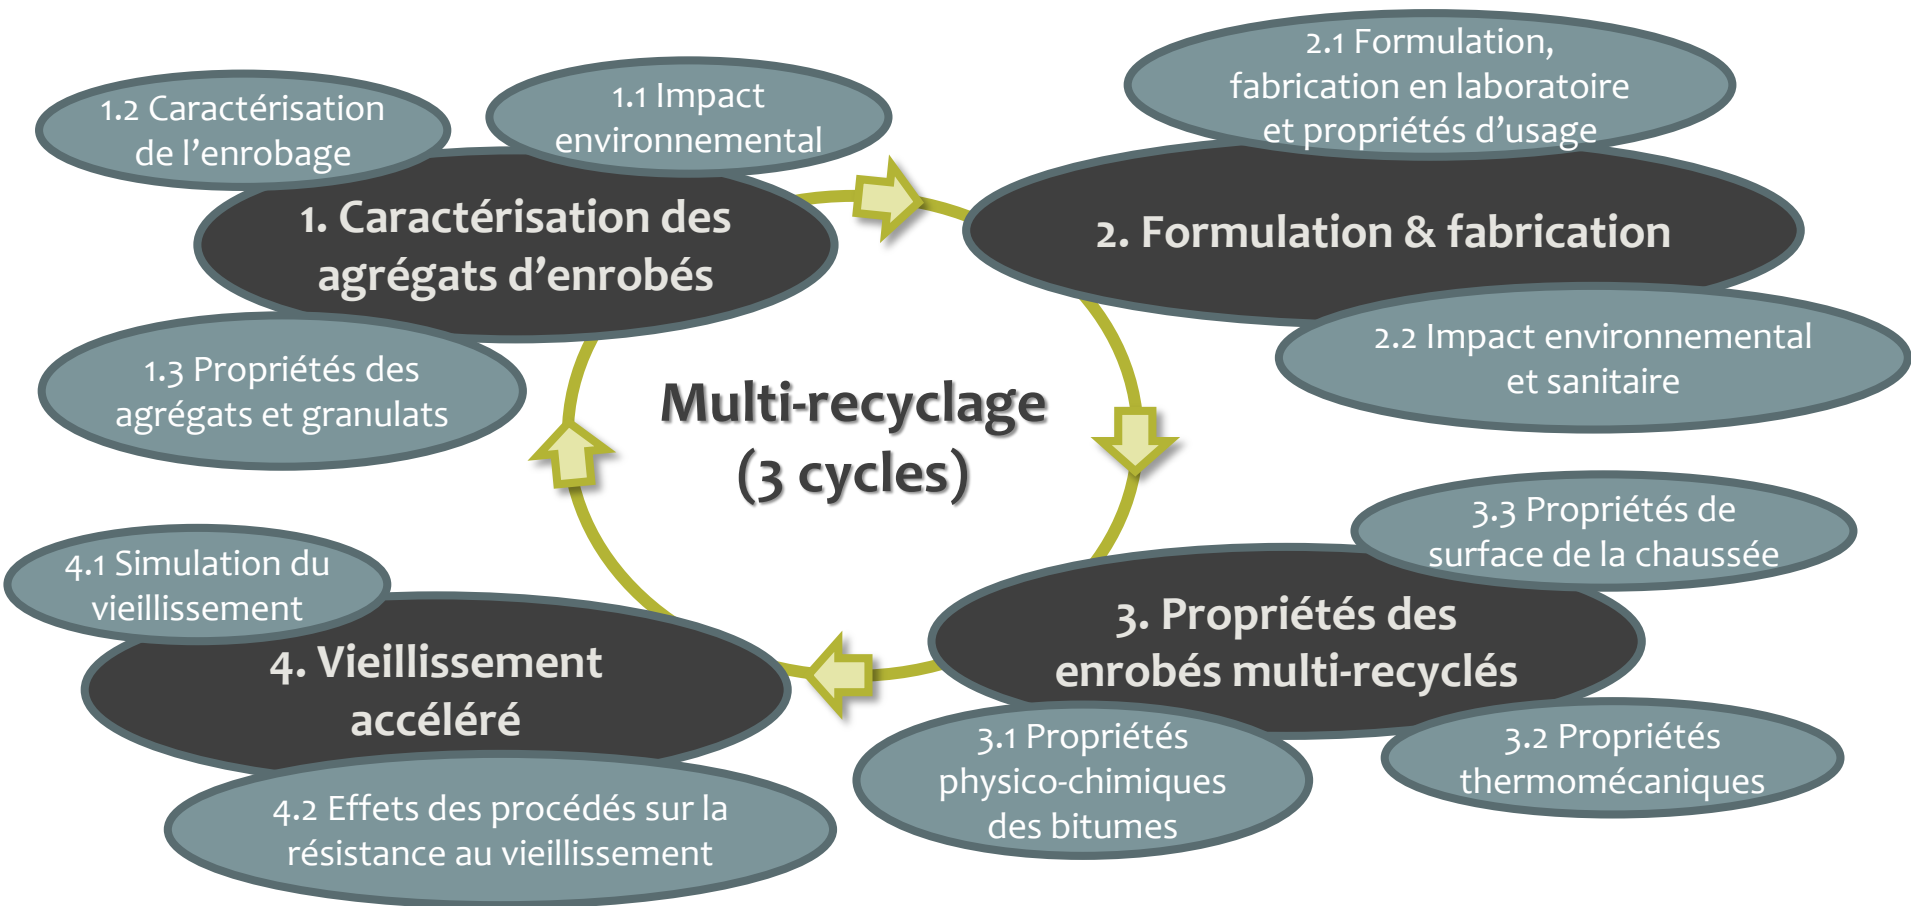 1.2 Caractérisation
de l'enrobage
1.1 Impact
environnemental
1. Caractérisation des
agrégats d'enrobés
1.3 Propriétés des
agrégats et granulats
2.1 Formulation,
fabrication en laboratoire
et propriétés d'usage
2. Formulation & fabrication
2.2 Impact environnemental
et sanitaire
Multi-recyclage
(3 cycles)
3.3 Propriétés de
surface de la chaussée
3. Propriétés des
enrobés multi-recyclés
3.1 Propriétés
physico-chimiques
des bitumes
3.2 Propriétés
thermomécaniques
4.1 Simulation du
vieillissement
4. Vieillissement
accéléré
4.2 Effets des procédés sur la
résistance au vieillissement